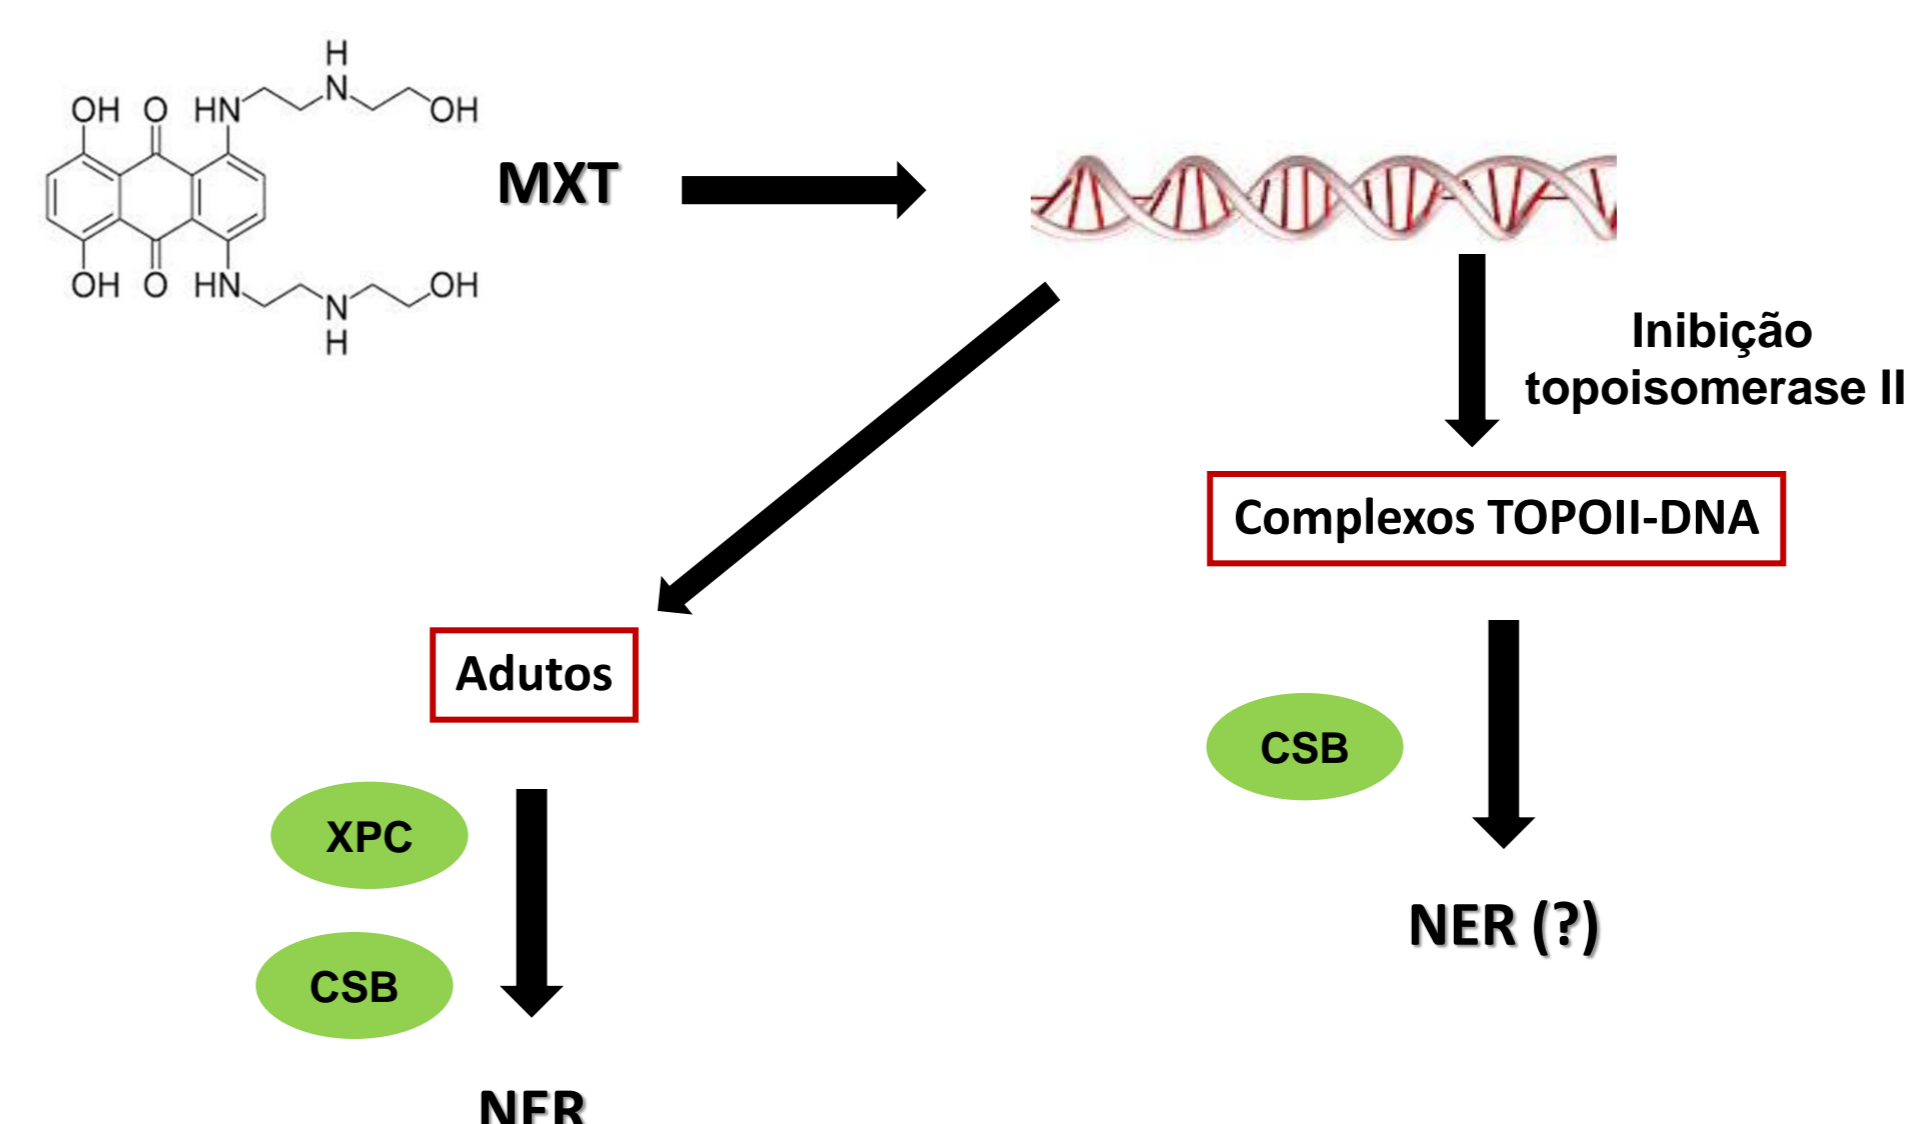 H
N
OH O HN OH
MXT
OH O HN OH
N
H
Inibição
topoisomerase II
Complexos TOPOII-DNA
Adutos
CSB
XPC
NER (?)
CSB
NER